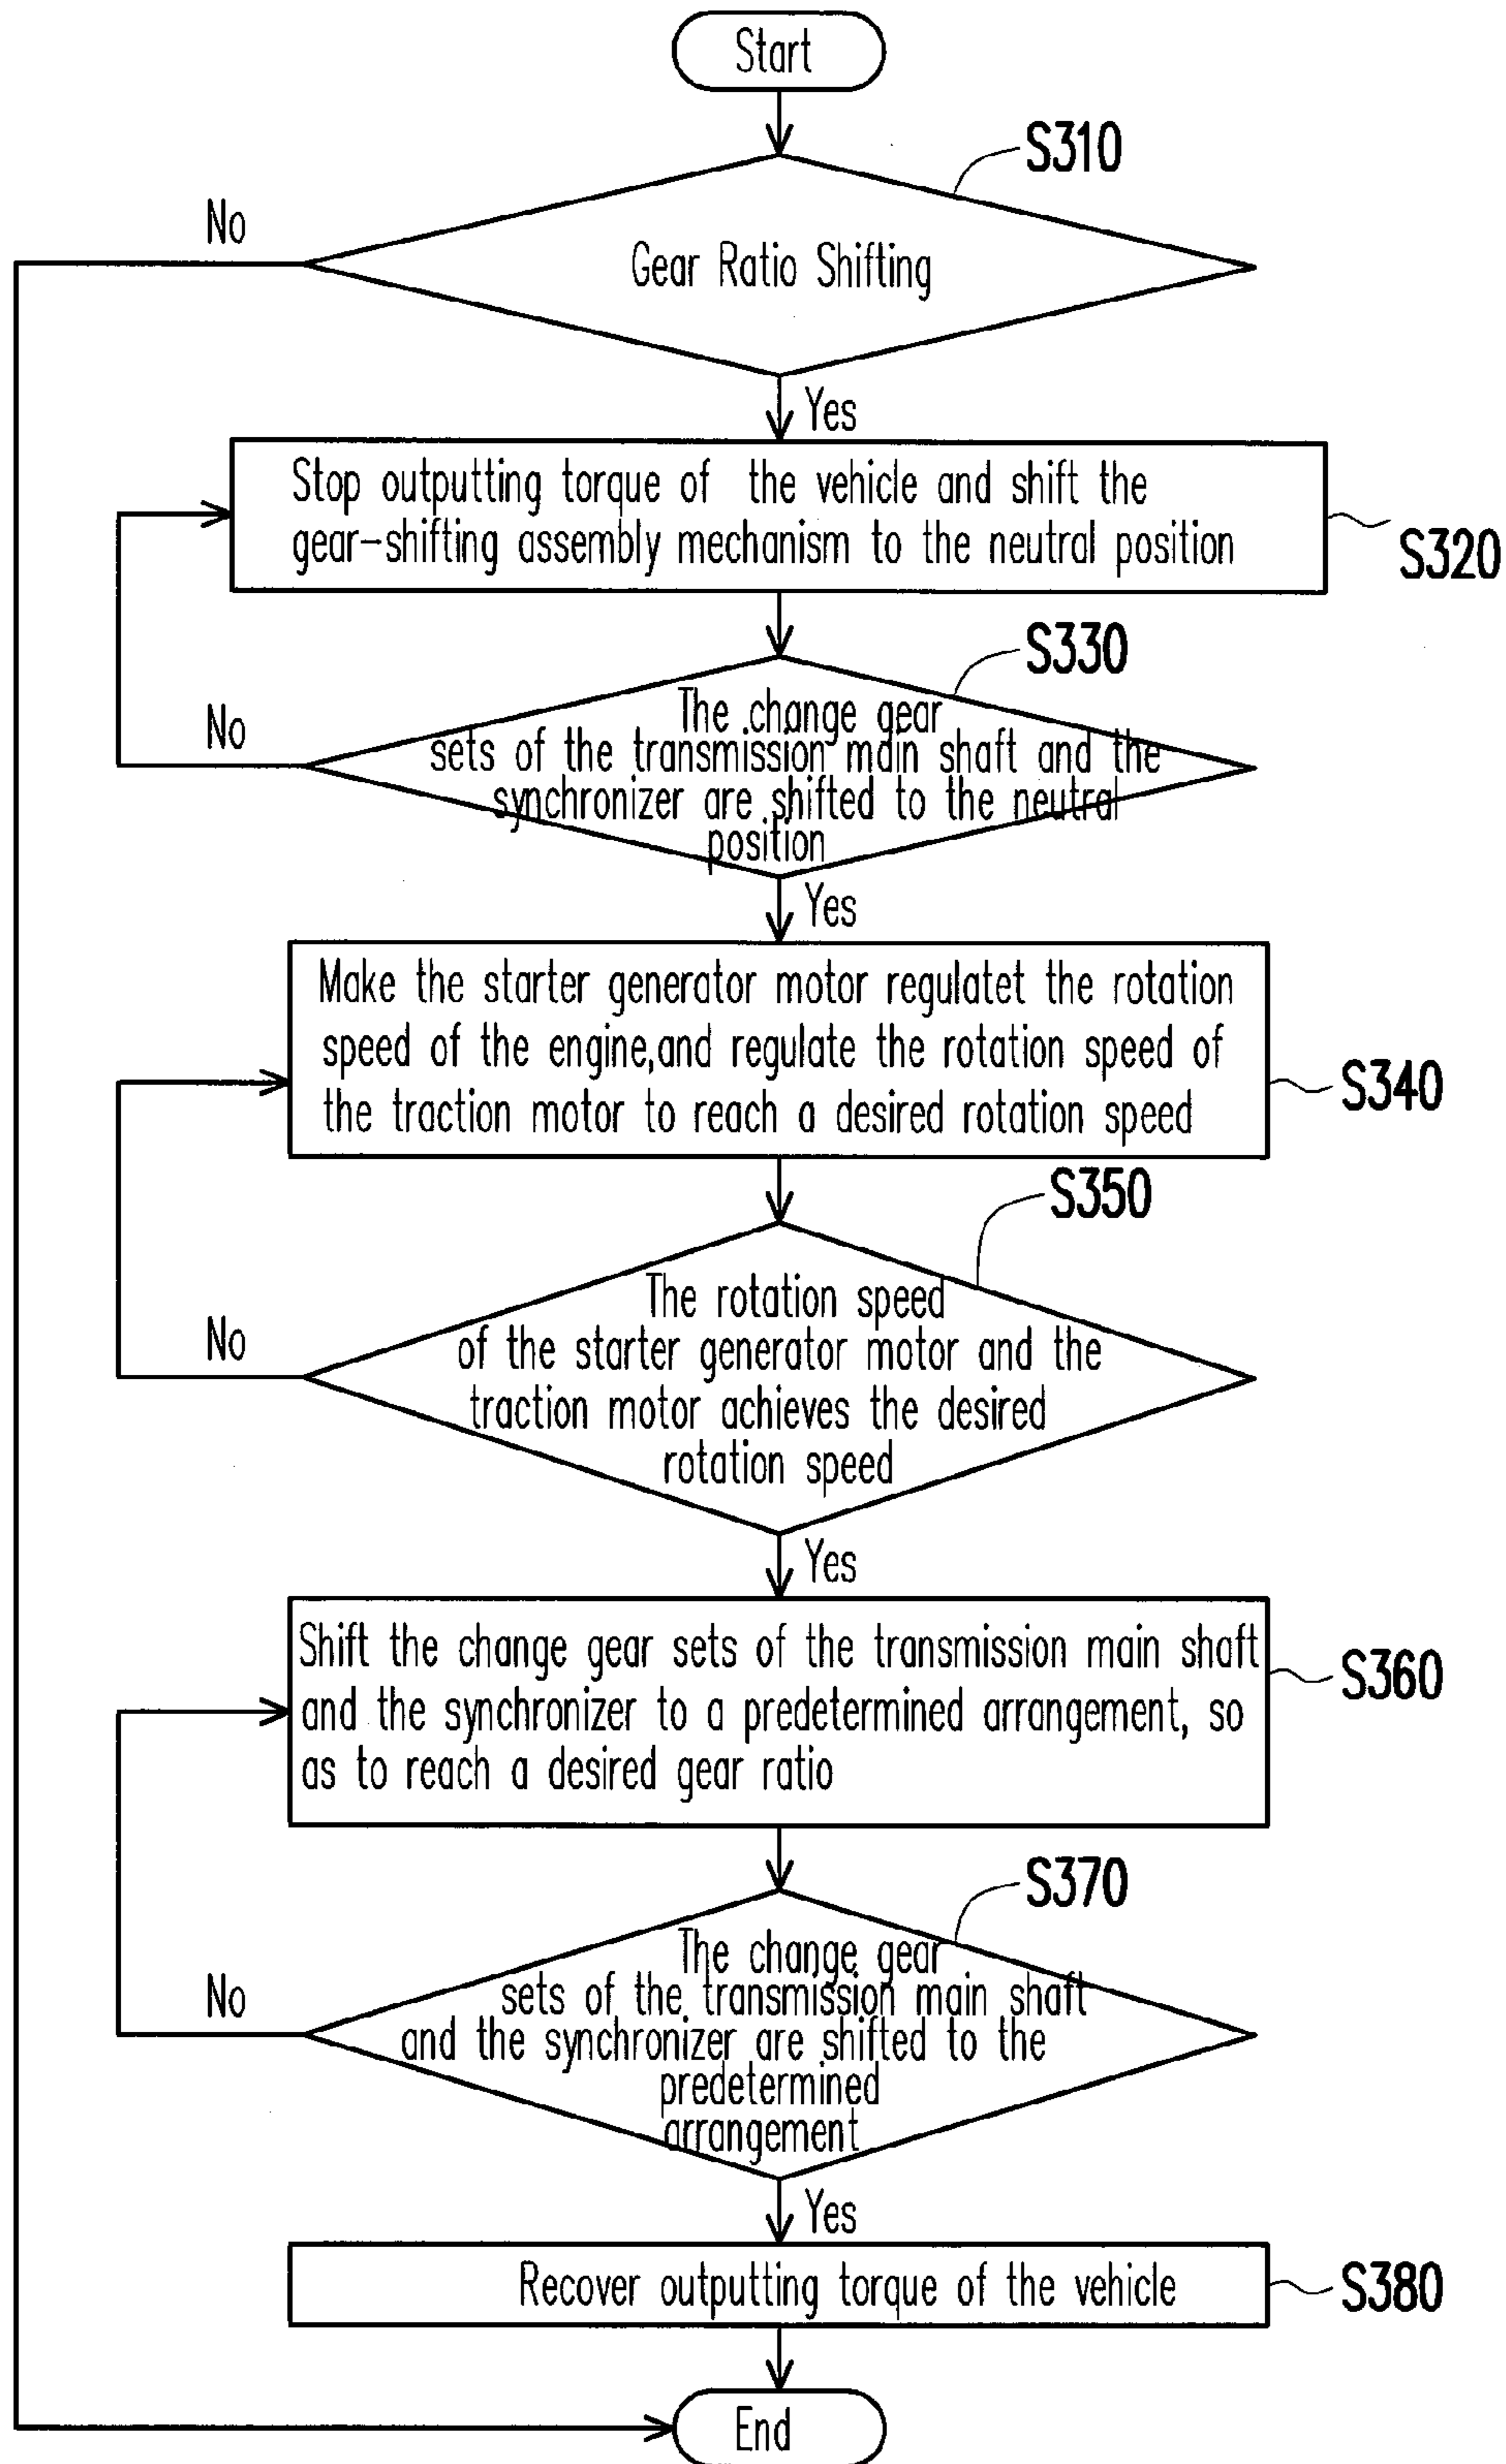 Start
S310
No
Gear Ratio Shifting
Yes
Stop outputting torque of the vehicle and shift the
gear-shifting assembly mechanism to the neutral position
S320
S330
No
The change gear
sets of the transmission main shaft and the
synchronizer are shifted to the neutral
position
Yes
Make the starter generator motor regulatet the rotation
speed of the engine,and regulate the rotation speed of
the traction motor to reach a desired rotation speed
S340
S350
No
The rotation speed
of the starter generator motor and the
traction motor achieves the desired
rotation speed
Yes
Shift the change gear sets of the transmission main shaft
and the synchronizer to a predetermined arrangement, so
as to reach a desired gear ratio
S360
S370
No
The change gear
sets of the transmission main shaft
and the synchronizer are shifted to the
predetermined
arrangement
Yes
Recover outputting torque of the vehicle
S380
End